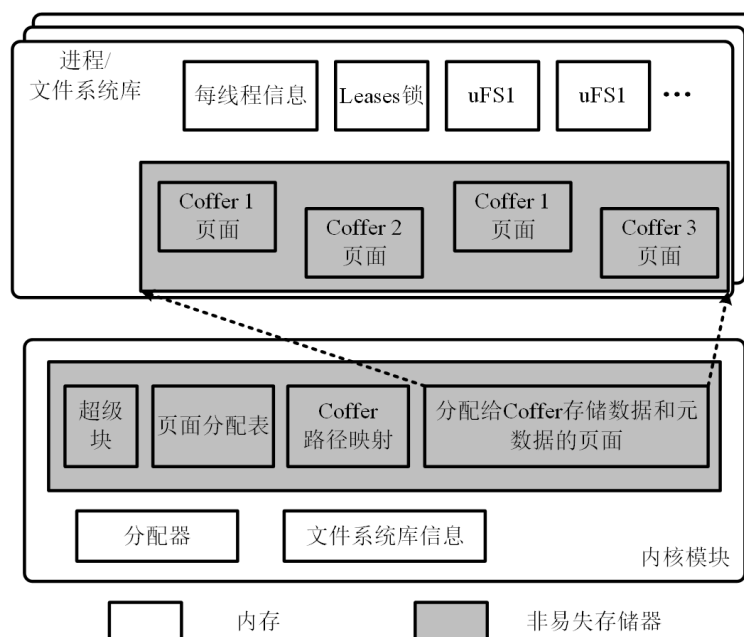 进程/
文件系统库
每线程信息
Leases锁
uFS1
uFS1
•••
Coffer 1
页面
Coffer 2
页面
Coffer 1
页面
Coffer 3
页面
超级
块
页面分配表
Coffer
路径映射
分配给Coffer存储数据和元
数据的页面
分配器
文件系统库信息
内核模块
内存
非易失存储器